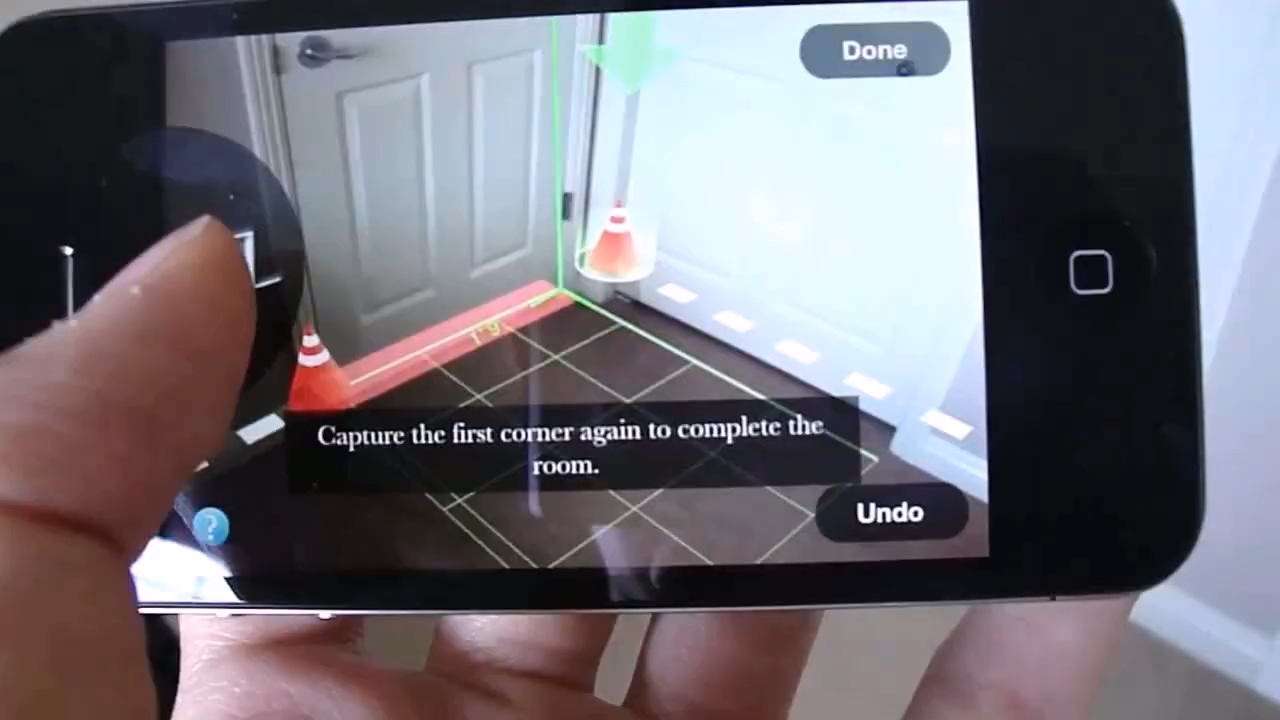 Done
Capture the first corner again to complete the
room.
?
Undo